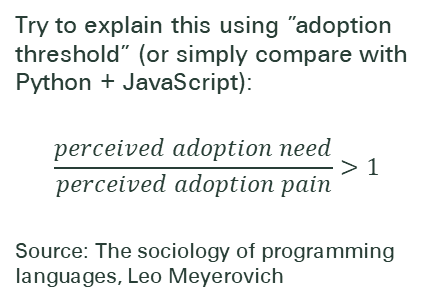 Try to explain this using ”adoption
threshold” (or simply compare with
Python + JavaScript):
perceived adoption need
perceived adoption pain
> 1
Source: The sociology of programming
languages, Leo Meyerovich